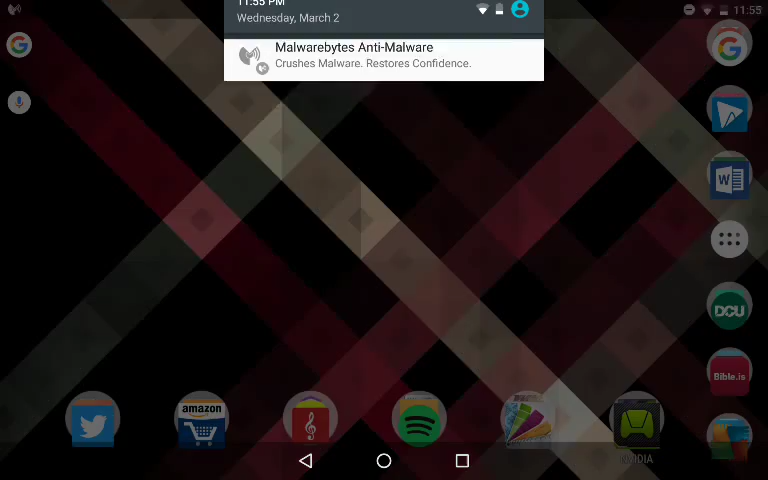 11:55 PM
11:55
Wednesday, March 2
Malwarebytes Anti-Malware
Crushes Malware. Restores Confidence.
W
DCU
Bible.is
amazon
NVIDIA